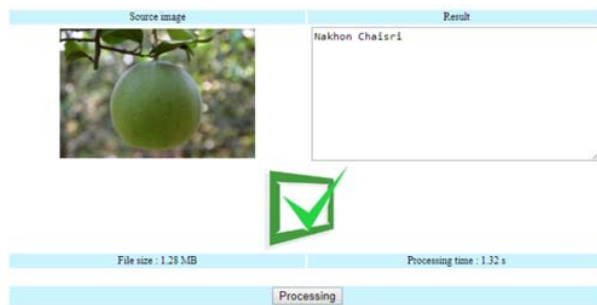 Source image
Result
Nakhon Chaisri
File size : 1.28 MB
Processing time : 1.32 s
Processing